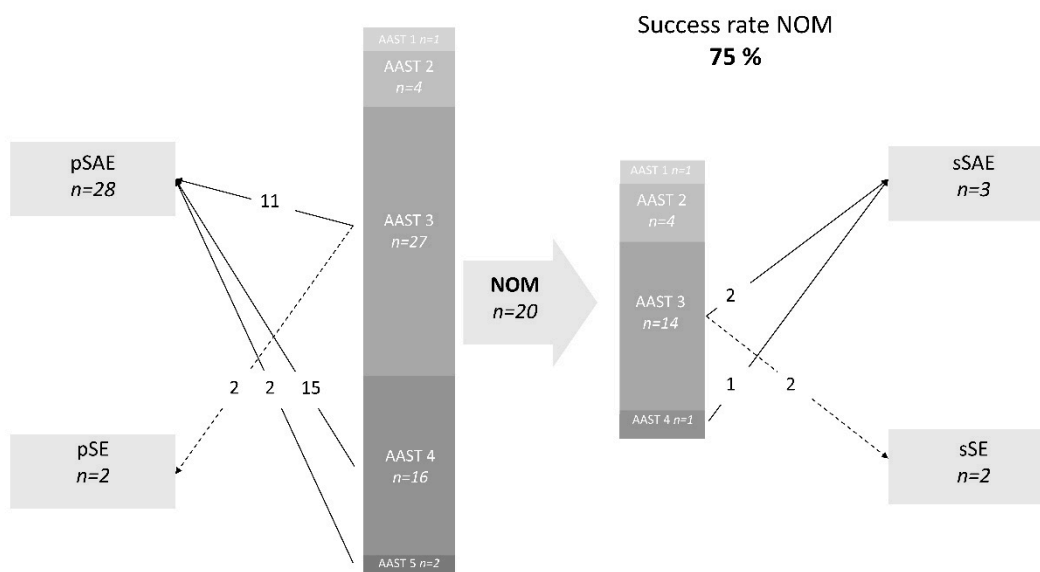 Success rate NOM
75 %
pSAE
n=28
pSE
n=2
11
2
2
15
AAST 1 n=1
AAST 2
n=4
AAST 3
n=27
AAST 4
n=16
AAST 5 n=2
NOM
n=20
AAST 1 n=1
AAST 2
n=4
AAST 3
n=14
AAST 4 n=1
2
1
2
sSAE
n=3
sSE
n=2